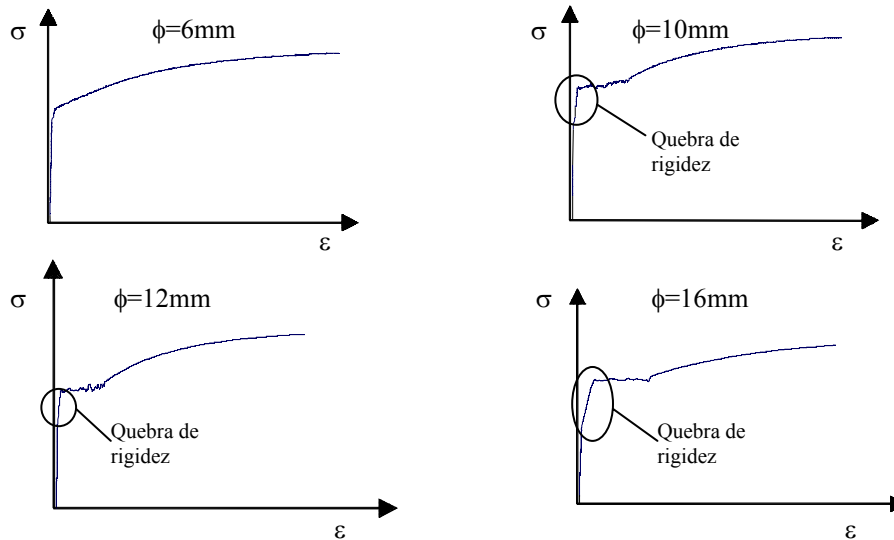 σ
ϕ=6mm
ε
σ
ϕ=10mm
Quebra de
rigidez
ε
σ
ϕ=12mm
Quebra de
rigidez
ε
σ
ϕ=16mm
Quebra de
rigidez
ε